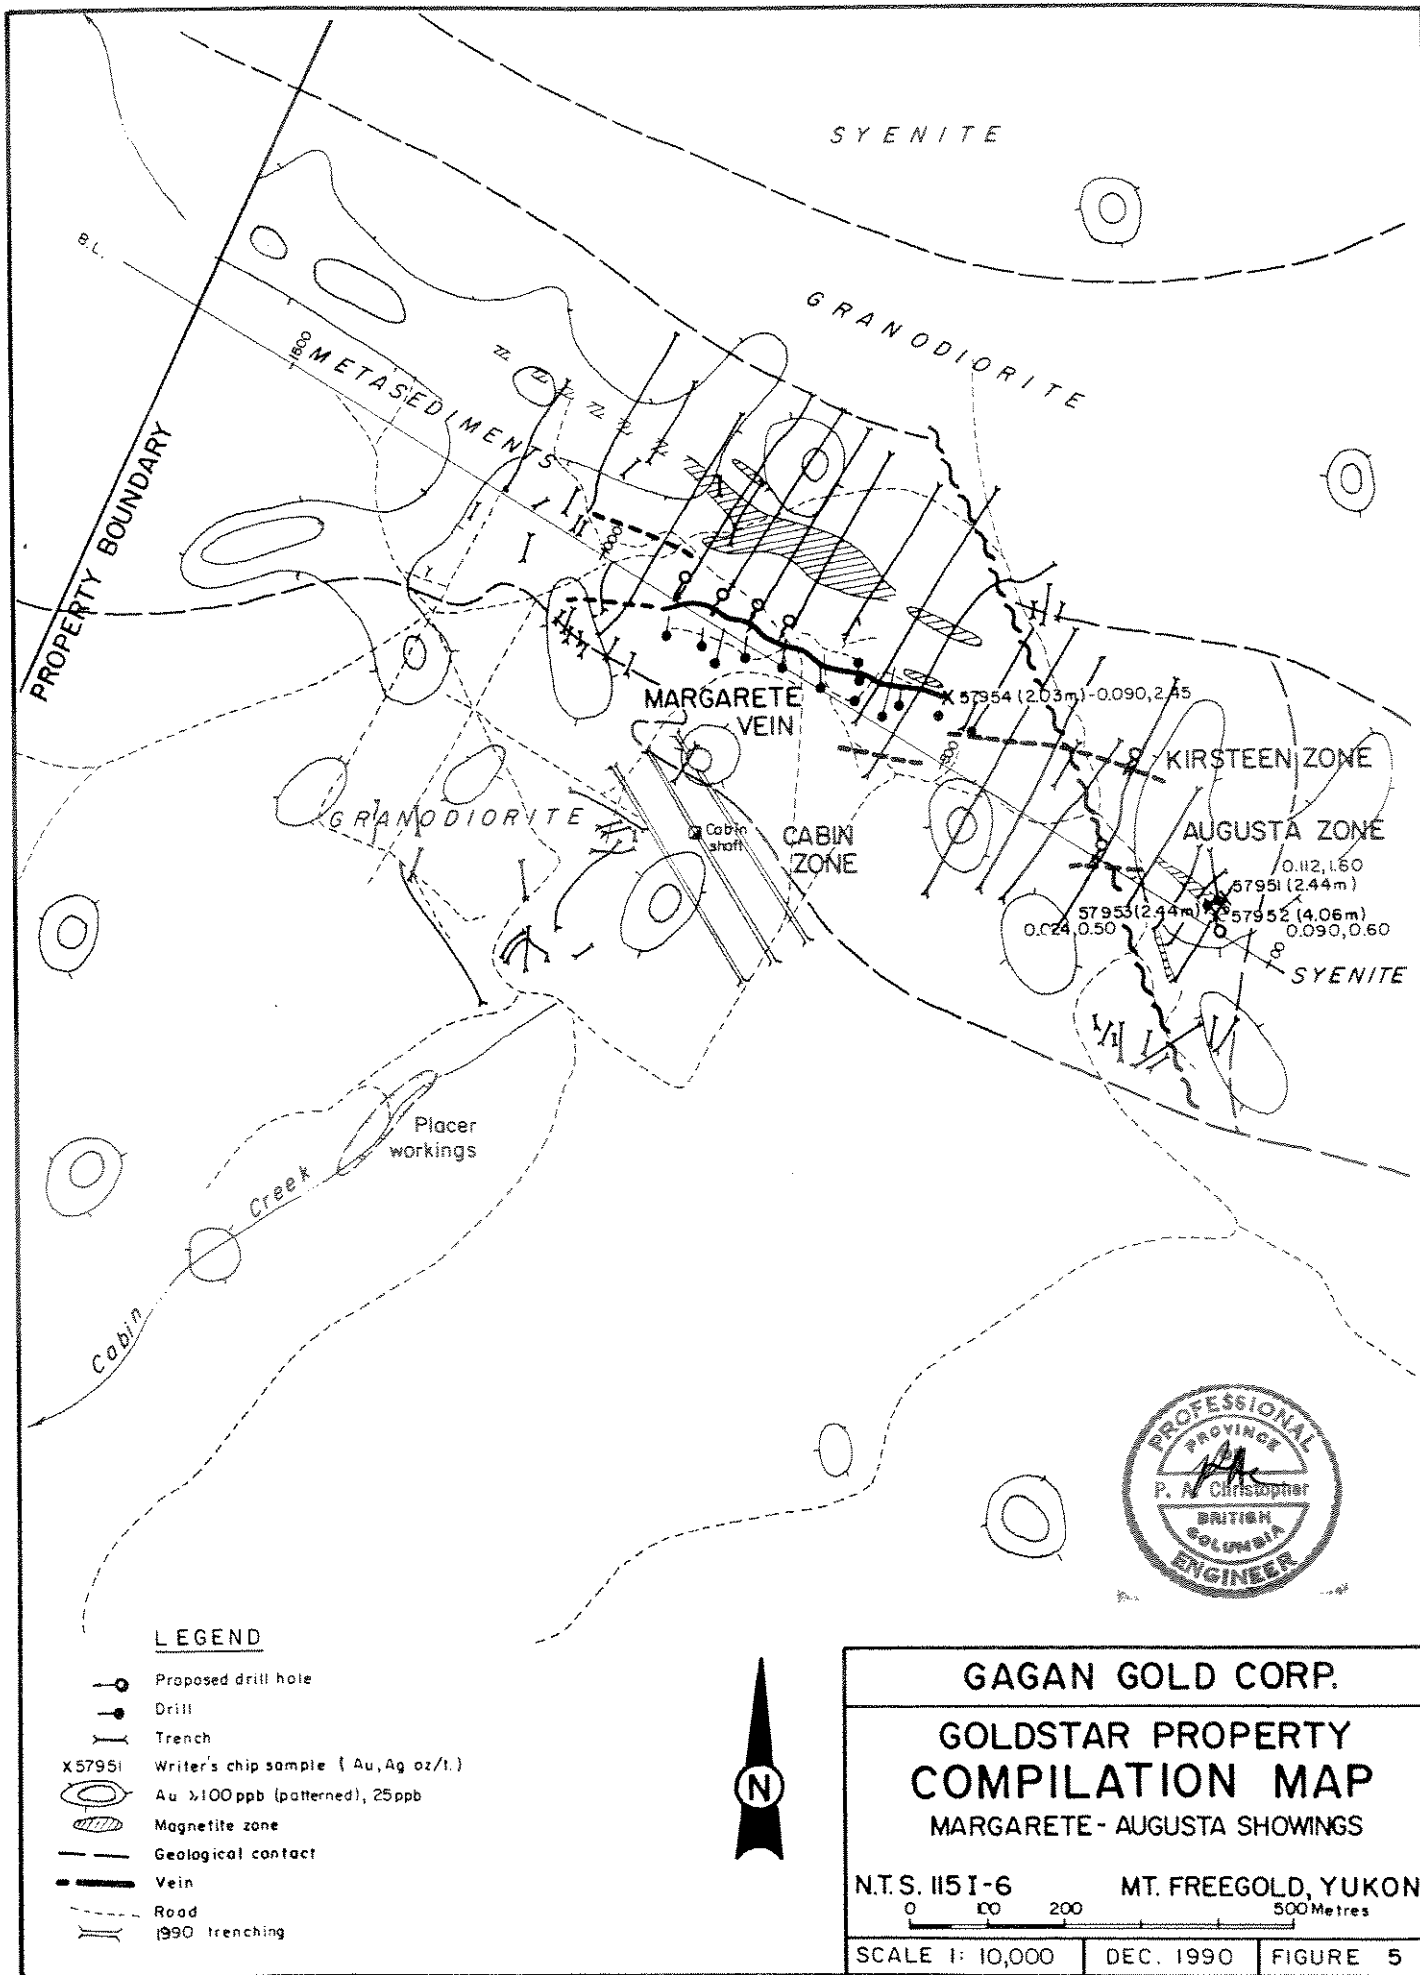 SYENITE
GRANODIORITE
B.L.
1600
METASEDIMENTS
PROPERTY BOUNDARY
1000
MARGARETE
VEIN
X 57954 (2.03m)-0.090, 2.45
KIRSTEEN ZONE
GRANODIORITE
Cabin
shaft
CABIN
ZONE
AUGUSTA ZONE
0.112, 1.60
57951 (2.44m)
57953 (2.44m)
57952 (4.06m)
0.024, 0.50
0.090, 0.60
SYENITE
Placer
workings
Cabin Creek
PROFESSIONAL
PROVINCE
OF
P. A. Christopher
BRITISH
COLUMBIA
ENGINEER
LEGEND
Proposed drill hole
Drill
Trench
X57951 Writer's chip sample ( Au, Ag oz/t.)
Au ≥100 ppb (patterned), 25ppb
Magnetite zone
Geological contact
Vein
Road
1990 trenching
N
GAGAN GOLD CORP.
GOLDSTAR PROPERTY
COMPILATION MAP
MARGARETE - AUGUSTA SHOWINGS
N.T.S. 115 I-6 MT. FREEGOLD, YUKON
0 100 200 500 Metres
SCALE 1: 10,000 DEC. 1990 FIGURE 5